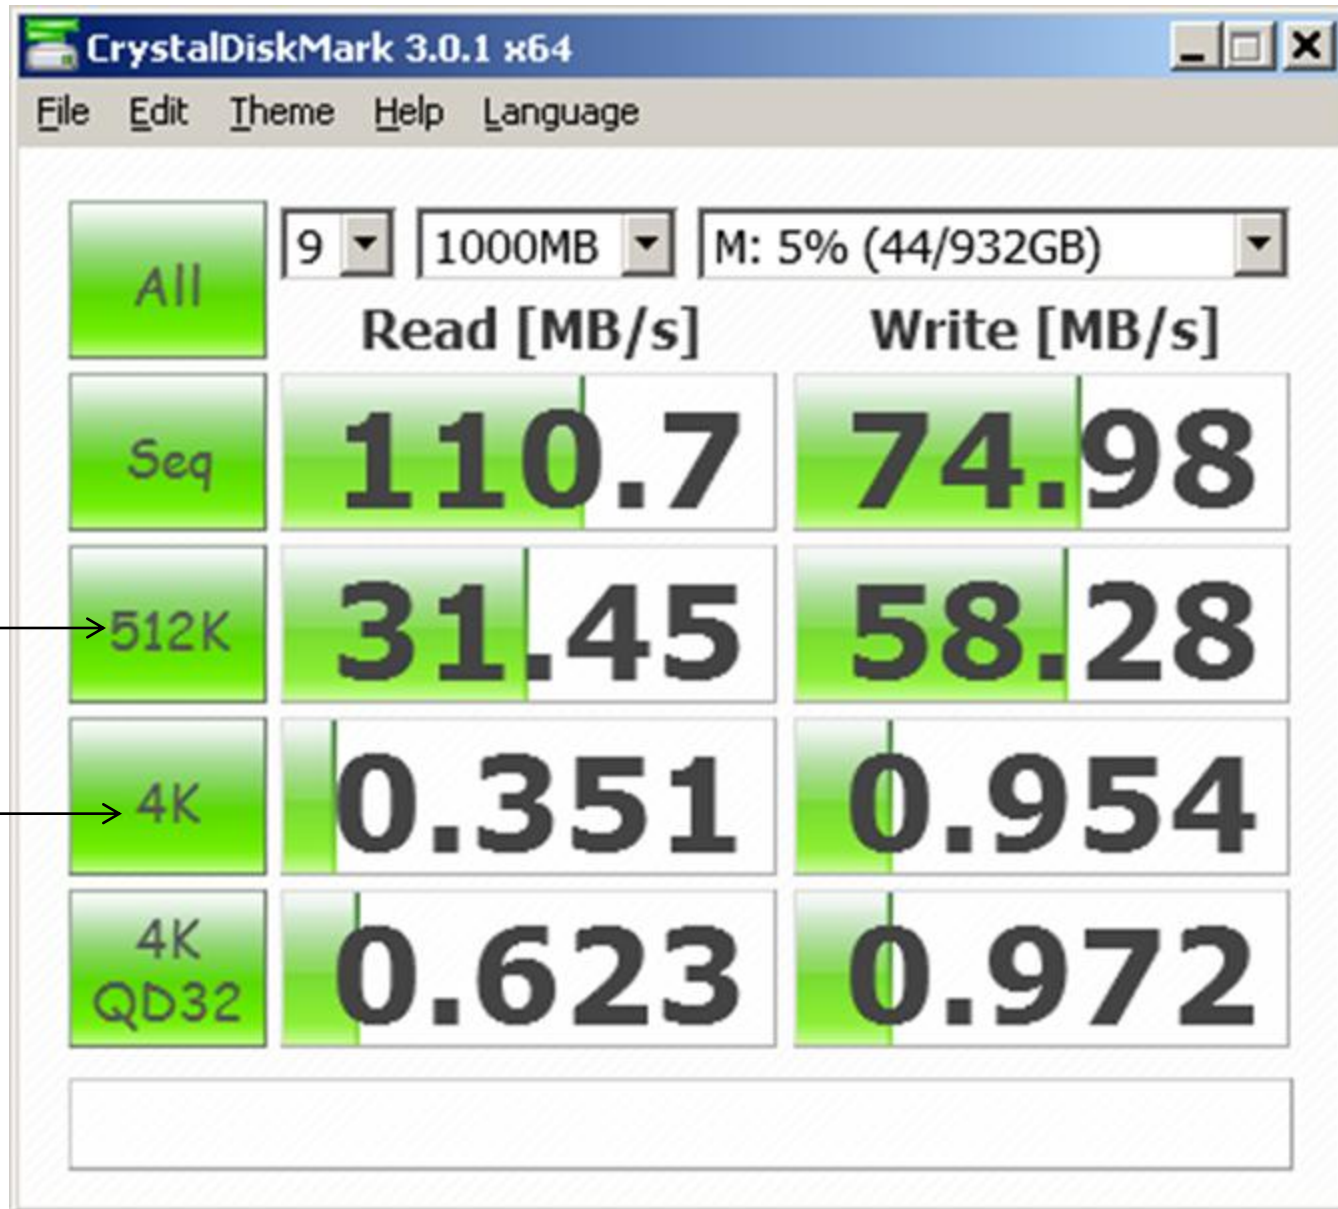 CrystalDiskMark 3.0.1 x64
File Edit Theme Help Language
All 9 1000MB M: 5% (44/932GB)
Read [MB/s] Write [MB/s]
Seq 110.7 74.98
512K 31.45 58.28
4K 0.351 0.954
4K QD32 0.623 0.972